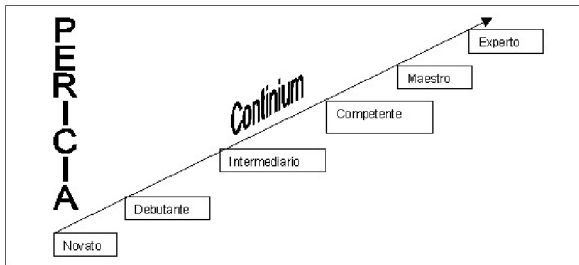 PERICIA
Continium
Experto
Maestro
Competente
Intermediario
Debutante
Novato